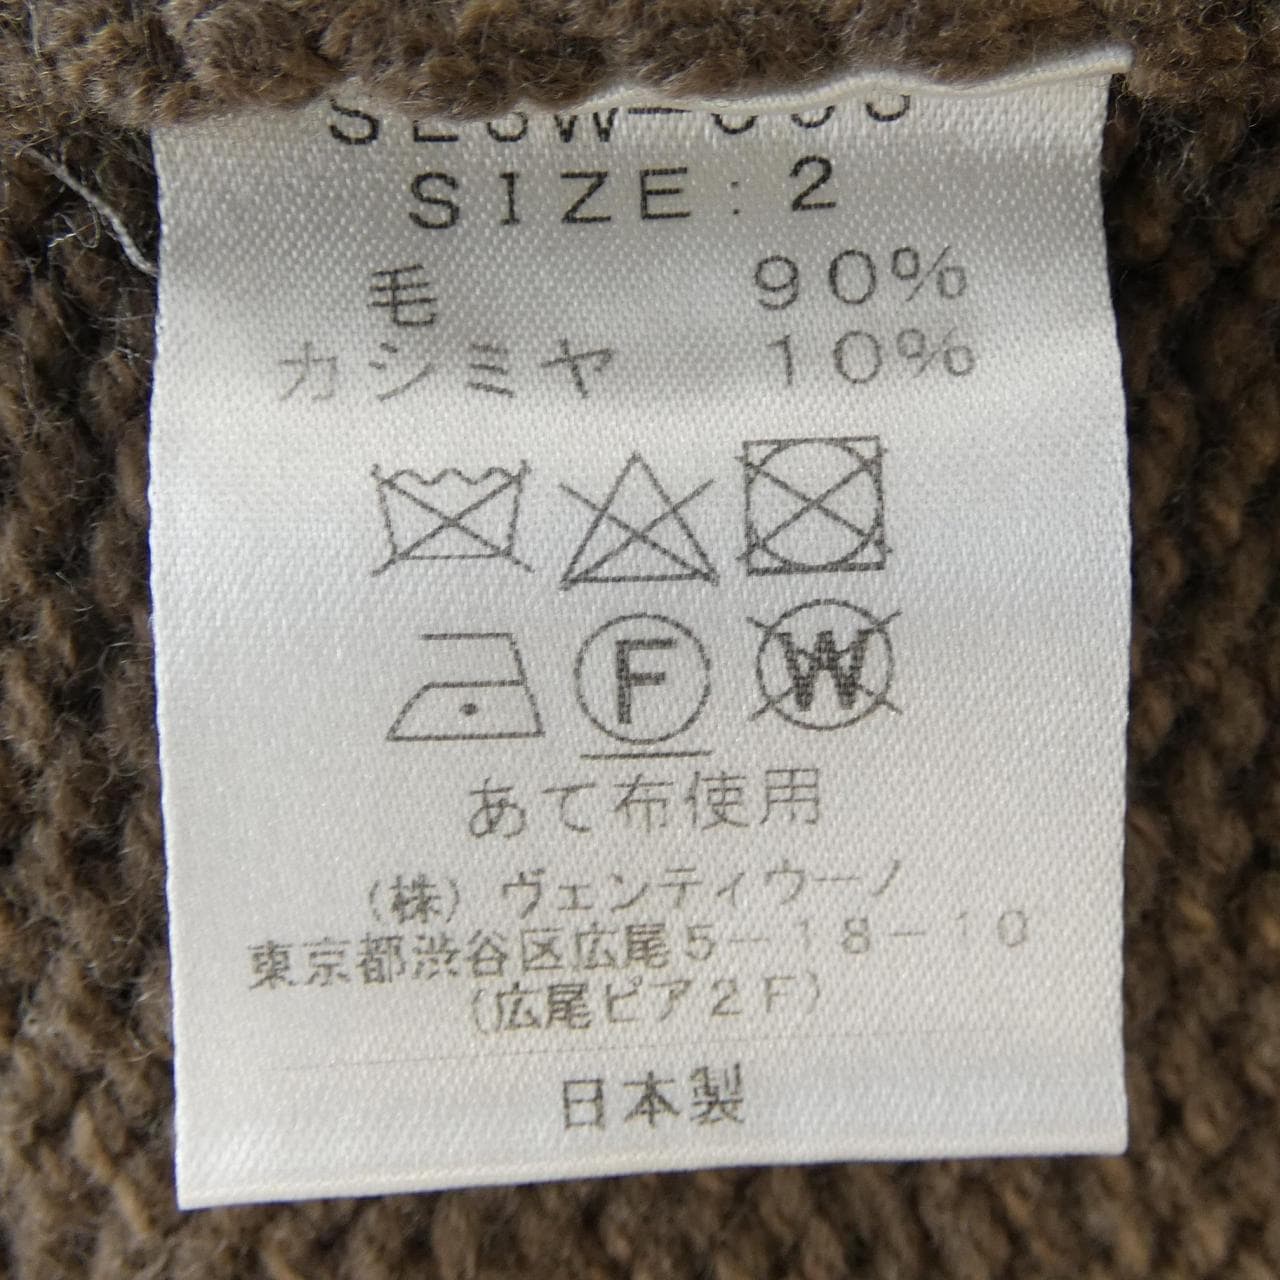 SIZE:2
毛 90%
カシミヤ 10%
F W
あて布使用
(株)ヴェンティウーノ
東京都渋谷区広尾5-18-10
(広尾ピア2F)
日本製